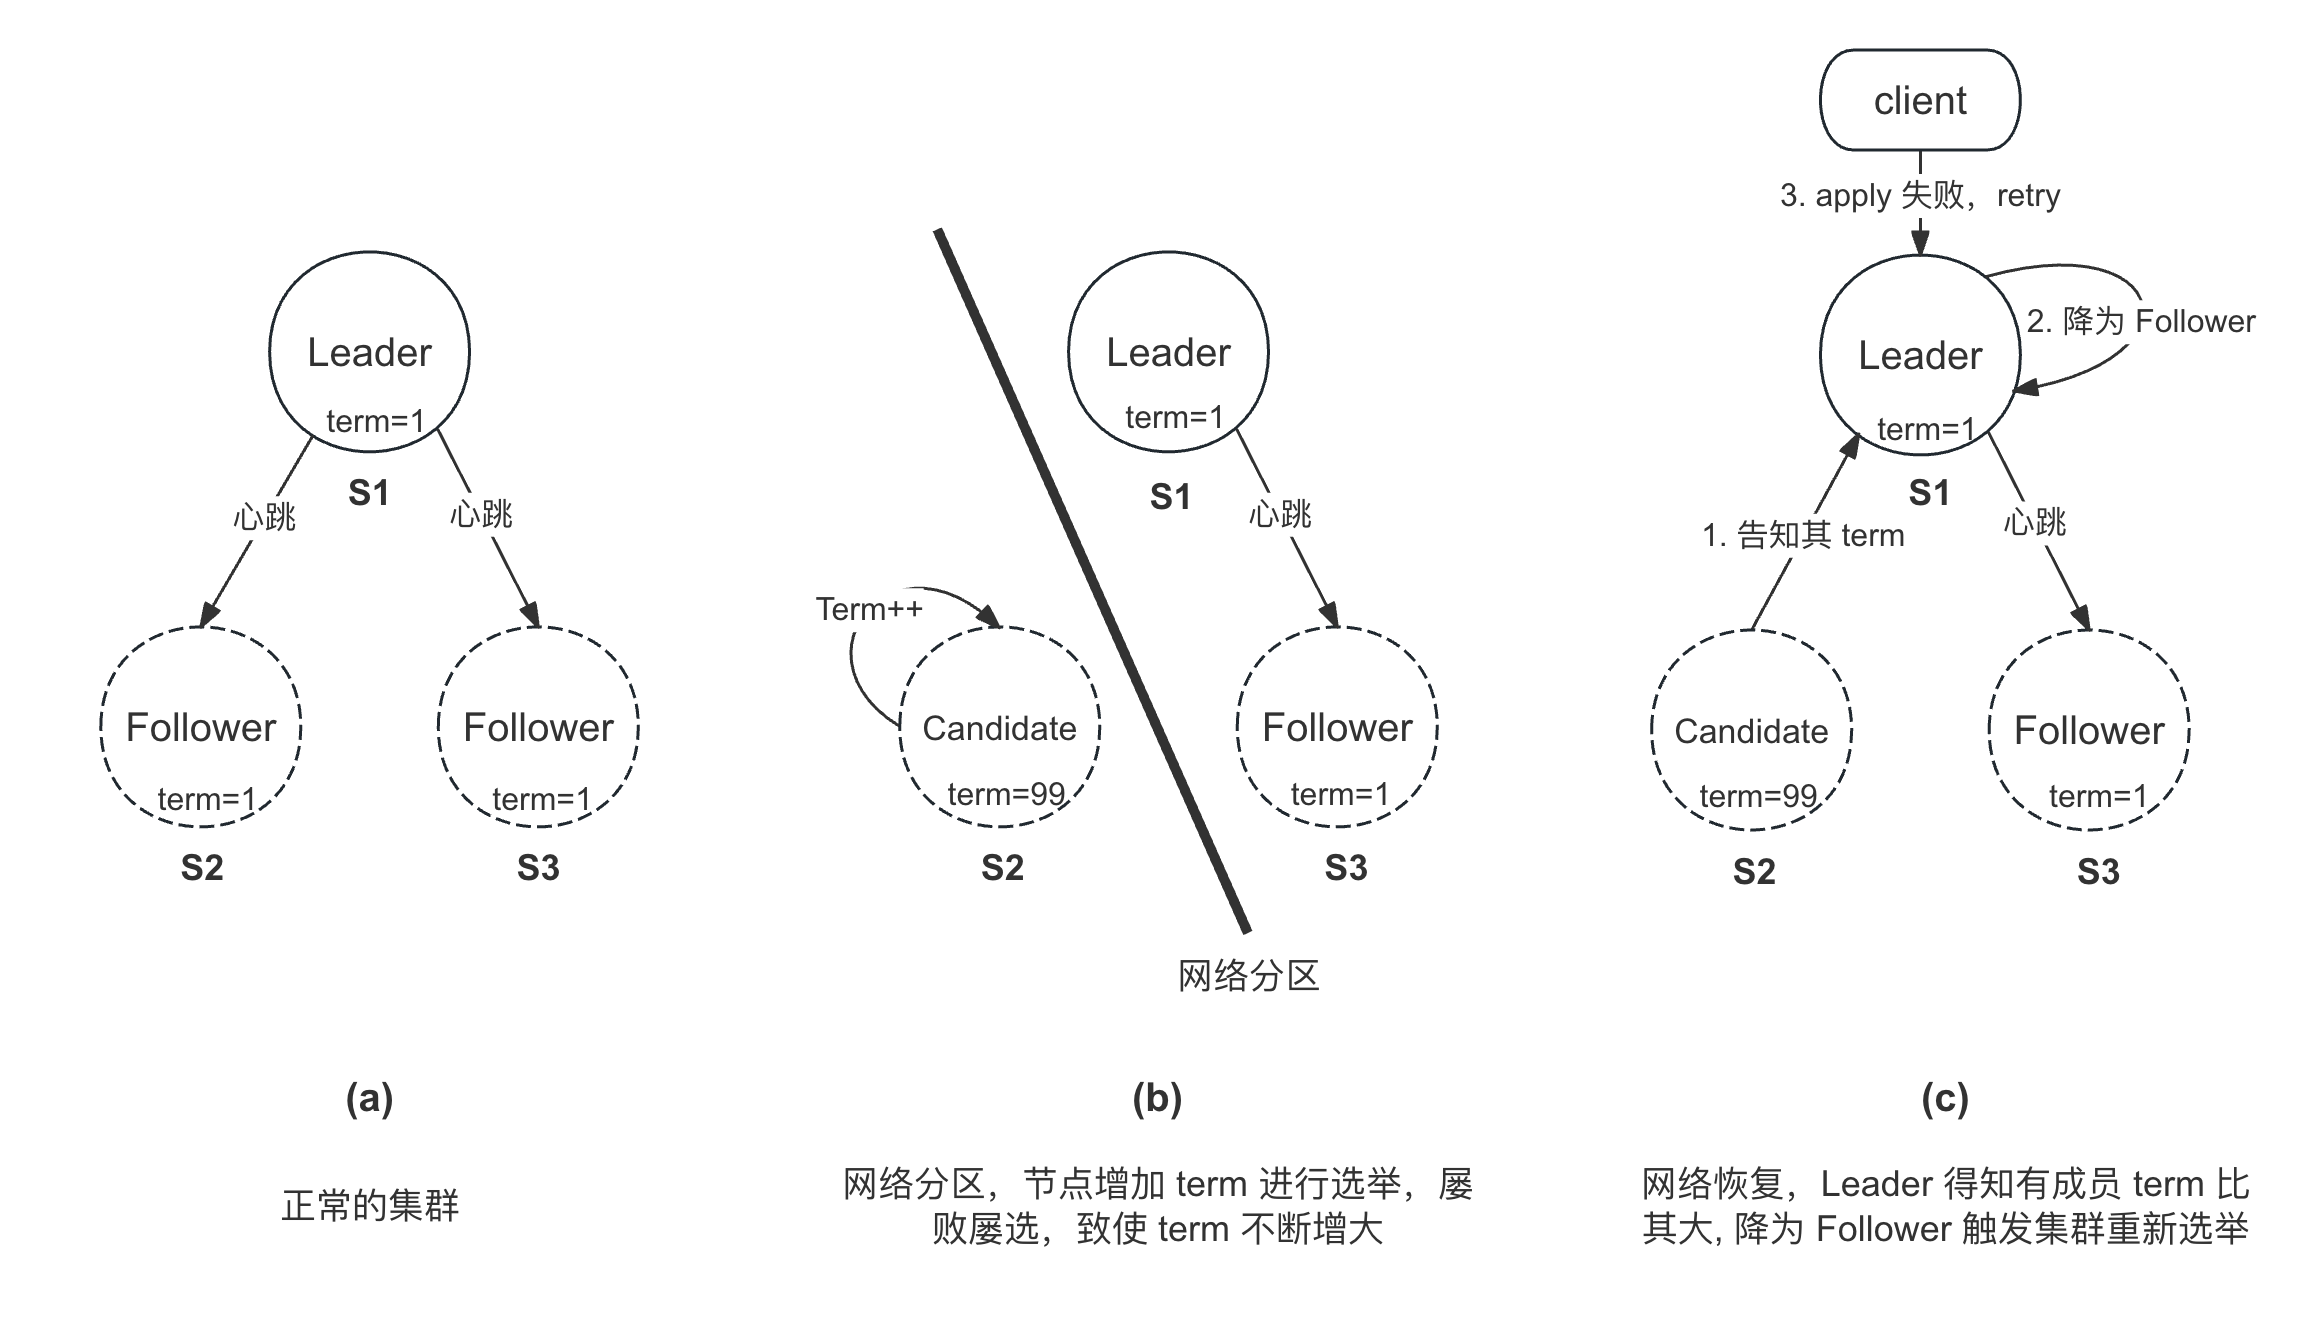 Leader
term=1
S1
心跳
心跳
Follower
term=1
S2
Follower
term=1
S3
(a)
正常的集群
Leader
term=1
S1
心跳
Term++
Candidate
term=99
S2
Follower
term=1
S3
网络分区
(b)
网络分区，节点增加 term 进行选举，屡
败屡选，致使 term 不断增大
client
3. apply 失败，retry
Leader
term=1
2. 降为 Follower
S1
1. 告知其 term
心跳
Candidate
term=99
S2
Follower
term=1
S3
(c)
网络恢复，Leader 得知有成员 term 比
其大, 降为 Follower 触发集群重新选举